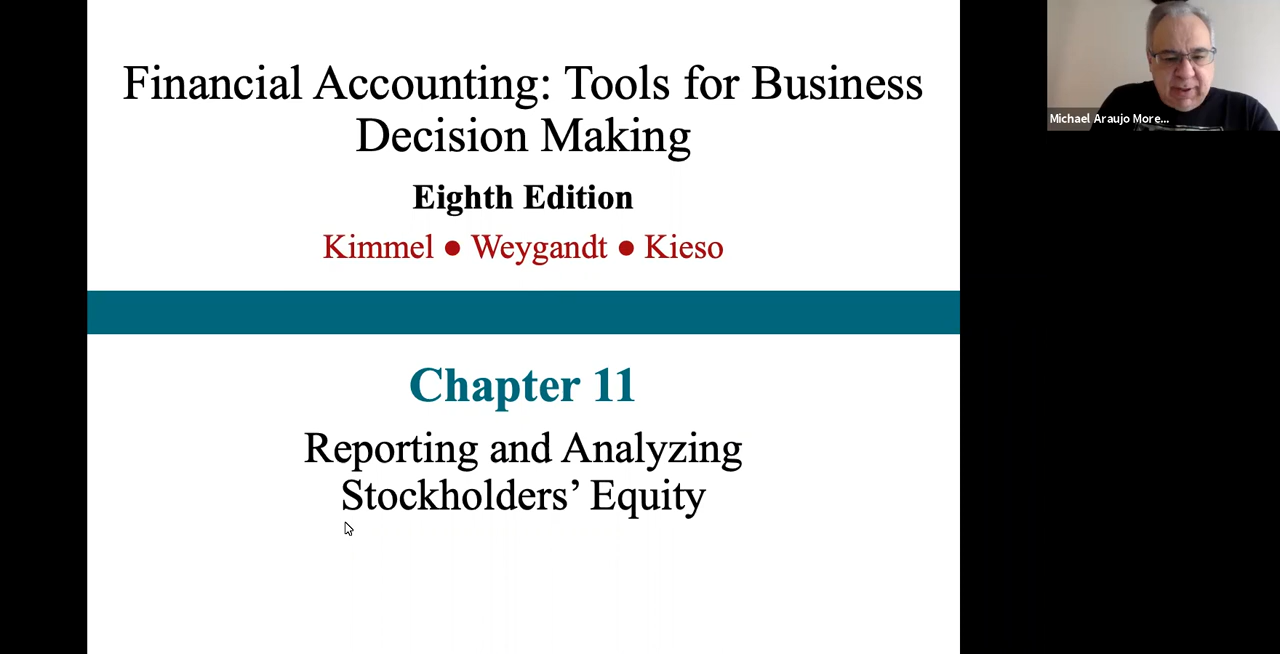 Financial Accounting: Tools for Business
Decision Making
Eighth Edition
Kimmel ● Weygandt ● Kieso
Chapter 11
Reporting and Analyzing
Stockholders’ Equity
Michael Araujo More...